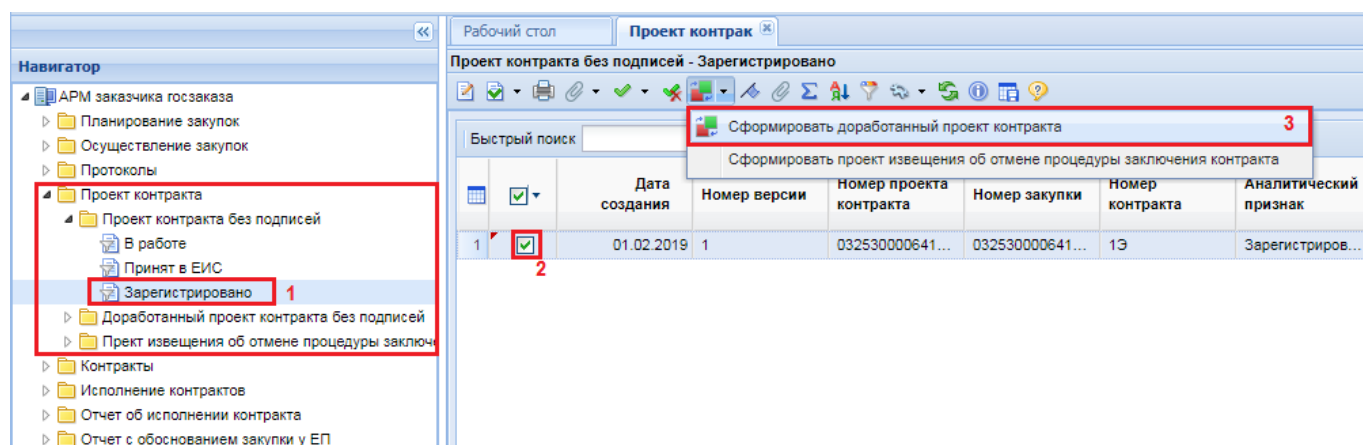 Рабочий стол
Проект контрак
Навигатор
Проект контракта без подписей - Зарегистрировано
АРМ заказчика госзаказа
Планирование закупок
Осуществление закупок
Протоколы
Проект контракта
Проект контракта без подписей
В работе
Принят в ЕИС
Зарегистрировано 1
Доработанный проект контракта без подписей
Прект извещения об отмене процедуры заключе
Контракты
Исполнение контрактов
Отчет об исполнении контракта
Отчет с обоснованием закупки у ЕП
Сформировать доработанный проект контракта 3
Сформировать проект извещения об отмене процедуры заключения контракта
Быстрый поиск
Дата создания
Номер версии
Номер проекта контракта
Номер закупки
Номер контракта
Аналитический признак
1 01.02.2019 1 032530000641... 032530000641... 1Э Зарегистриров...
2